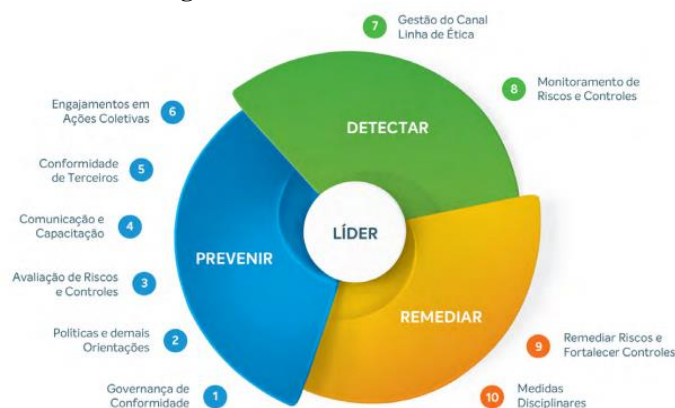 7
Gestão do Canal
Linha de Ética
8
Monitoramento de
Riscos e Controles
DETECTAR
Engajamentos em
Ações Coletivas
6
Conformidade
de Terceiros
5
Comunicação e
Capacitação
4
Avaliação de Riscos
e Controles
3
Políticas e demais
Orientações
2
Governança de
Conformidade
1
PREVENIR
LÍDER
REMEDIAR
9
Remediar Riscos e
Fortalecer Controles
10
Medidas
Disciplinares